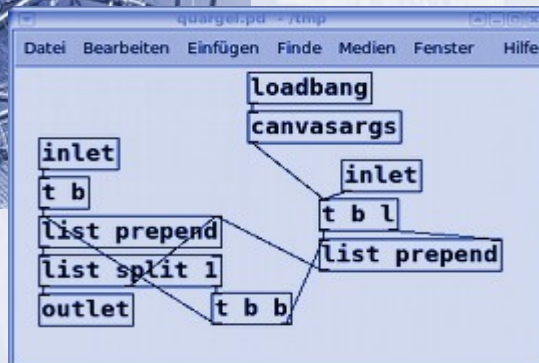 quargel.pd - /tmp
Datei Bearbeiten Einfügen Finde Medien Fenster Hilfe
loadbang
canvasargs
inlet
inlet
t b
t b l
list prepend
list prepend
list split 1
outlet
t b b